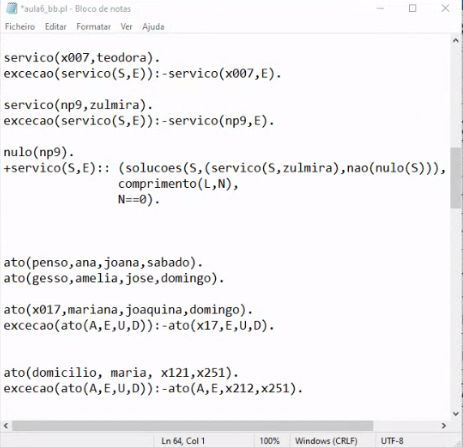 *aula6_bb.pl - Bloco de notas
Ficheiro Editar Formatar Ver Ajuda
servico(x007,teodora).
excecao(servico(S,E)):-servico(x007,E).
servico(np9,zulmira).
excecao(servico(S,E)):-servico(np9,E).
nulo(np9).
+servico(S,E):: (solucoes(S,(servico(S,zulmira),nao(nulo(S))),
comprimento(L,N),
N==0).
ato(penso,ana,joana,sabado).
ato(gesso,amelia,jose,domingo).
ato(x017,mariana,joaquina,domingo).
excecao(ato(A,E,U,D)):-ato(x17,E,U,D).
ato(domicilio, maria, x121,x251).
excecao(ato(A,E,U,D)):-ato(A,E,x212,x251).
Ln 64, Col 1 100% Windows (CRLF) UTF-8